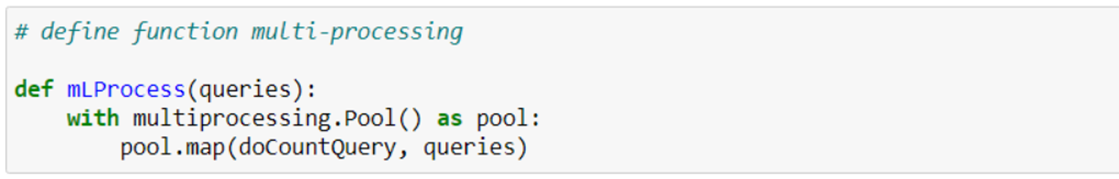 # define function multi-processing
def mLProcess(queries):
    with multiprocessing.Pool() as pool:
        pool.map(doCountQuery, queries)